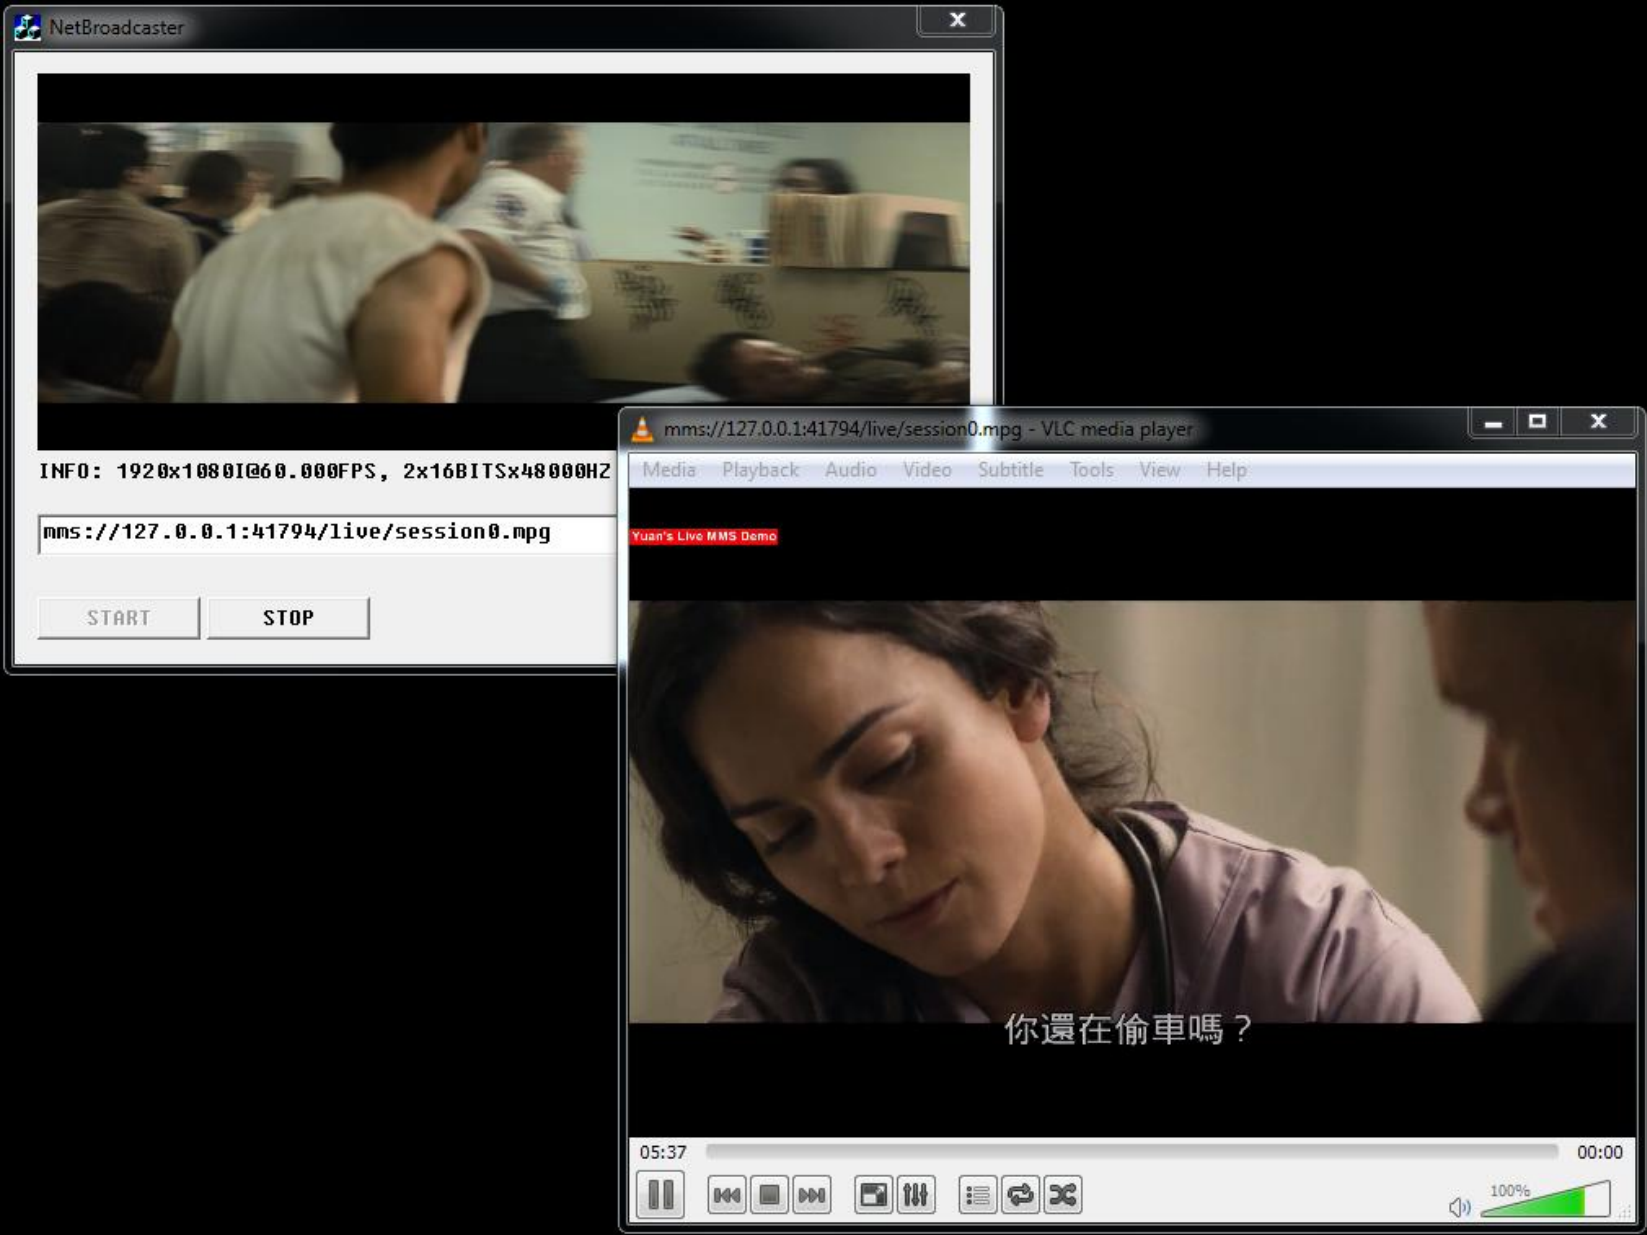 NetBroadcaster
INFO: 1920x1080I@60.000FPS, 2x16BITSx48000HZ
mms://127.0.0.1:41794/live/session0.mpg
START STOP
mms://127.0.0.1:41794/live/session0.mpg - VLC media player
Media Playback Audio Video Subtitle Tools View Help
Yuan's Live MMS Demo
你還在偷車嗎？
05:37 00:00
100%